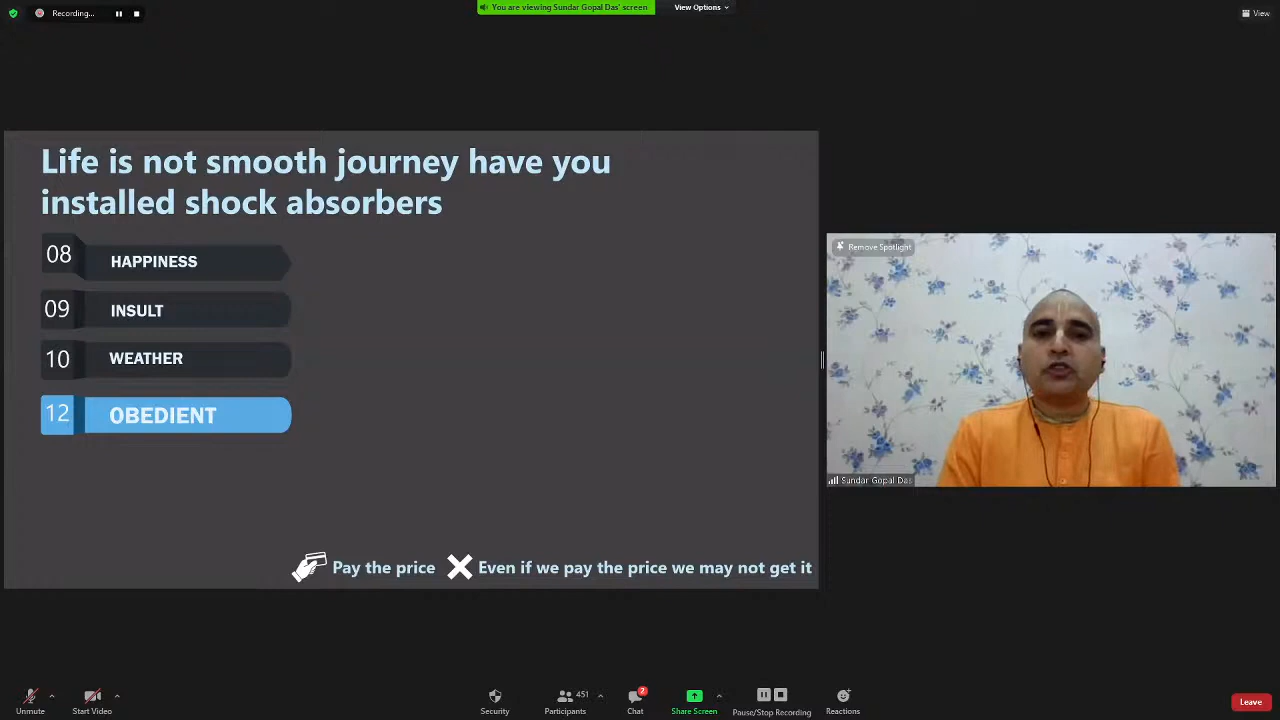 Recording...
You are viewing Sundar Gopal Das' screen
View Options
View
Life is not smooth journey have you
installed shock absorbers
08 HAPPINESS
09 INSULT
10 WEATHER
12 OBEDIENT
Pay the price
Even if we pay the price we may not get it
Remove Spotlight
Sundar Gopal Das
Unmute
Start Video
Security
Participants
451
Chat
2
Share Screen
Pause/Stop Recording
Reactions
Leave